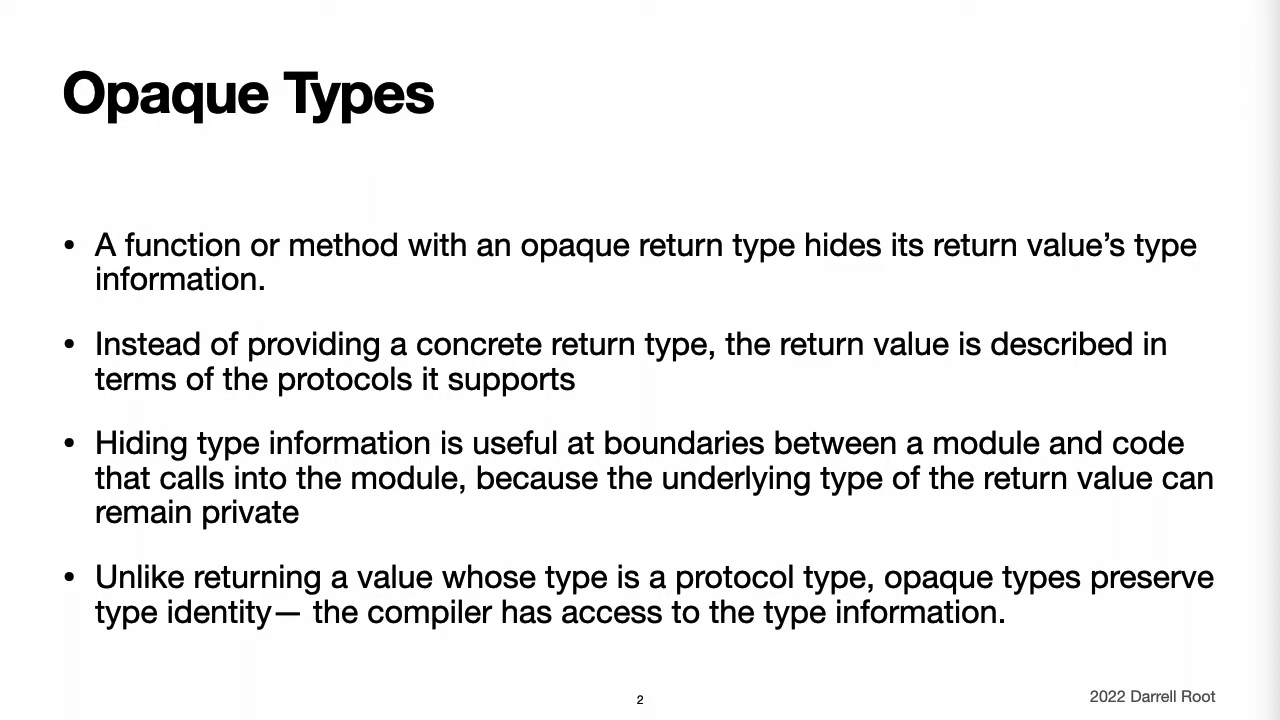 Opaque Types
• A function or method with an opaque return type hides its return value’s type
information.
• Instead of providing a concrete return type, the return value is described in
terms of the protocols it supports
• Hiding type information is useful at boundaries between a module and code
that calls into the module, because the underlying type of the return value can
remain private
• Unlike returning a value whose type is a protocol type, opaque types preserve
type identity— the compiler has access to the type information.
2
2022 Darrell Root